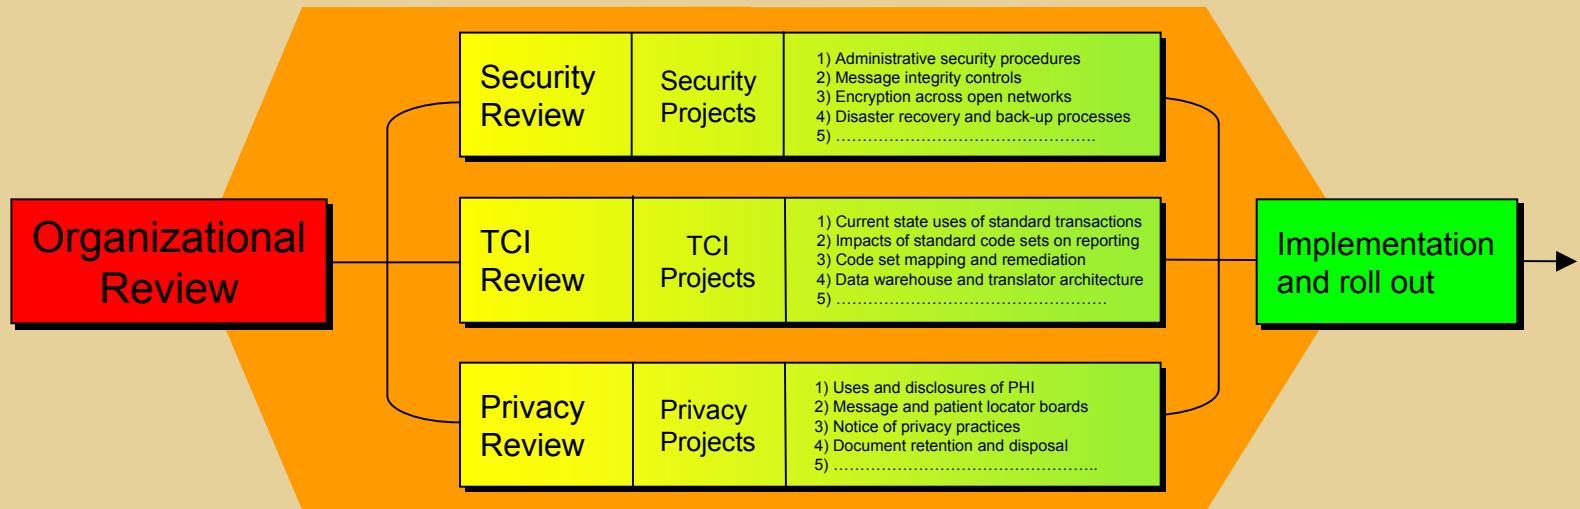 Organizational
Review
Security
Review
Security
Projects
1) Administrative security procedures
2) Message integrity controls
3) Encryption across open networks
4) Disaster recovery and back-up processes
5) …………………………………………….
TCI
Review
TCI
Projects
1) Current state uses of standard transactions
2) Impacts of standard code sets on reporting
3) Code set mapping and remediation
4) Data warehouse and translator architecture
5) ……………………………………………
Privacy
Review
Privacy
Projects
1) Uses and disclosures of PHI
2) Message and patient locator boards
3) Notice of privacy practices
4) Document retention and disposal
5) …………………………………………..
Implementation
and roll out